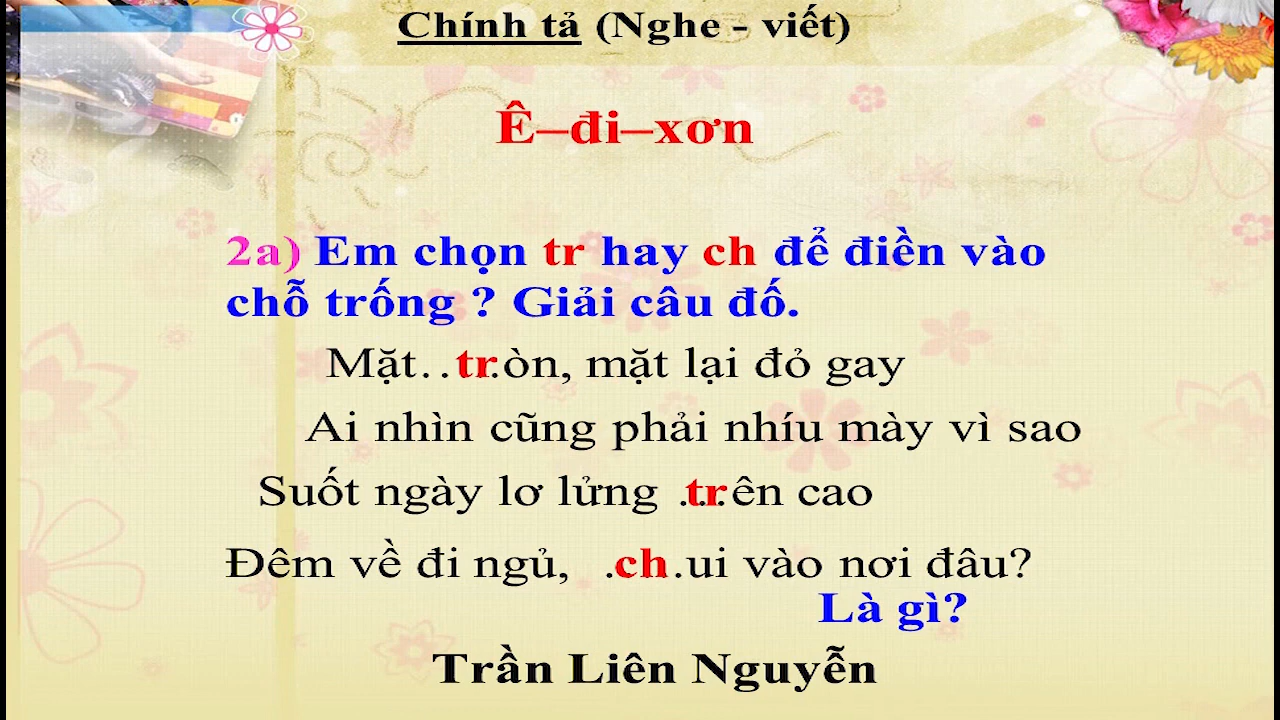 Chính tả (Nghe - viết)
Ê–đi–xơn
2a) Em chọn tr hay ch để điền vào
chỗ trống ? Giải câu đố.
Mặt..tr.òn, mặt lại đỏ gay
Ai nhìn cũng phải nhíu mày vì sao
Suốt ngày lơ lửng .tr.ên cao
Đêm về đi ngủ, .ch.ui vào nơi đâu?
Là gì?
Trần Liên Nguyễn